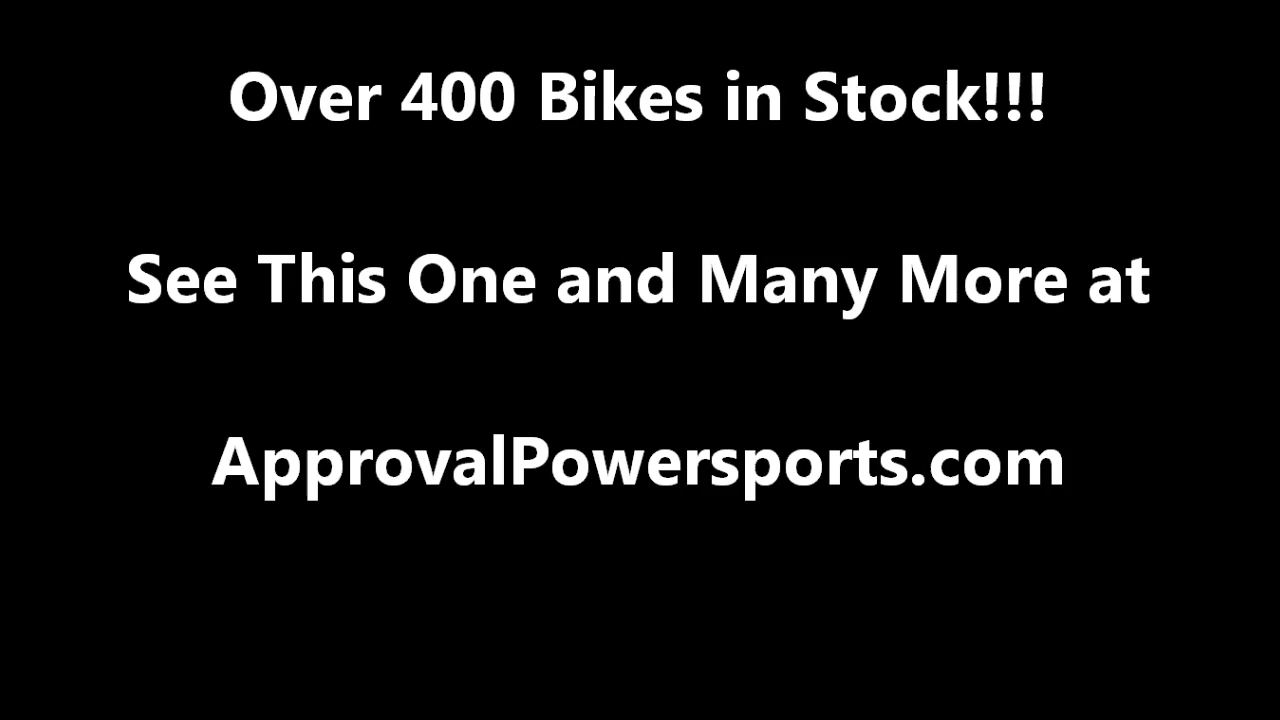 Over 400 Bikes in Stock!!!
See This One and Many More at
ApprovalPowersports.com